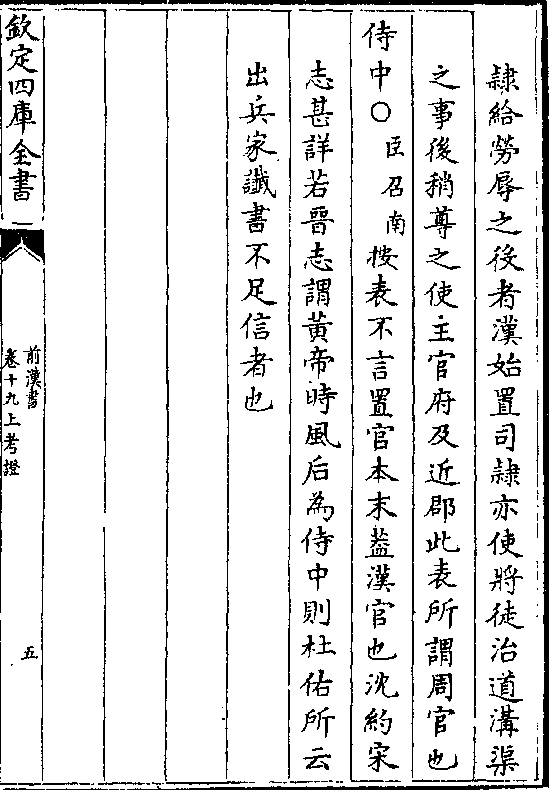 隷給勞辱之役者漢始置司隷亦使將徒治道溝渠
之事後稍尊之使主官府及近郡此表所謂周官也
侍中○臣召南按表不言置官本末蓋漢官也沈約宋
志甚詳若晉志謂黄帝時風后為侍中則杜佑所云
出兵家讖書不足信者也
欽定四庫全書
前漢書
卷十九上考證
五